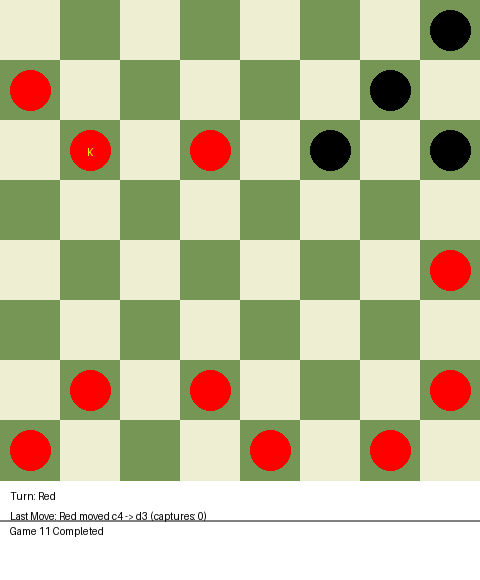 K
Turn: Red
Last Move: Red moved c4 -> d3 (captures: 0)
Game 11 Completed